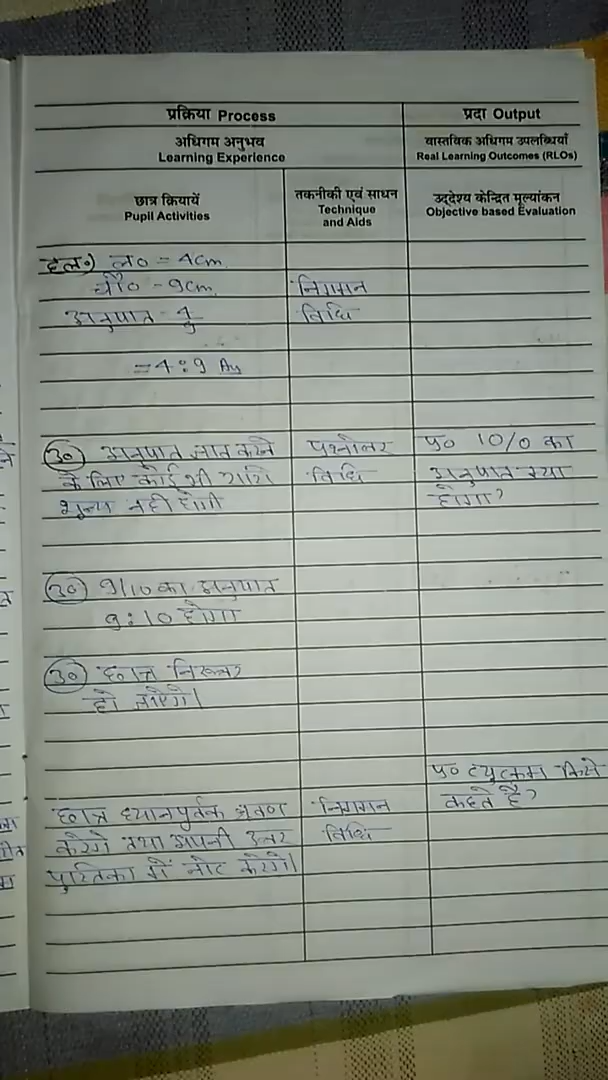 प्रक्रिया Process
प्रदा Output
अधिगम अनुभव
Learning Experience
वास्तविक अधिगम उपलब्धियाँ
Real Learning Outcomes (RLOs)
छात्र क्रियायें
Pupil Activities
तकनीकी एवं साधन
Technique
and Aids
उद्देश्य केन्द्रित मूल्यांकन
Objective based Evaluation
हल०) ल० = 4cm.
चौ० - 9cm.
निगमन
अनुपात 4/9
विधि
= 4:9 Ans
उ० अनुपात ज्ञात करने
के लिए कोई भी राशि
शून्य नहीं होगी
प्रश्नोत्तर
विधि
प्र० 10/0 का
अनुपात क्या
होगा?
उ० 9/10 का अनुपात
9:10 होगा
उ० छात्र निरूत्तर
हो जाएंगे।
प्र० व्युत्क्रम किसे
कहते है?
छात्र ध्यानपूर्वक श्रवण
करेंगे तथा अपनी उत्तर
पुस्तिका में नोट करेंगे।
निगमन
विधि